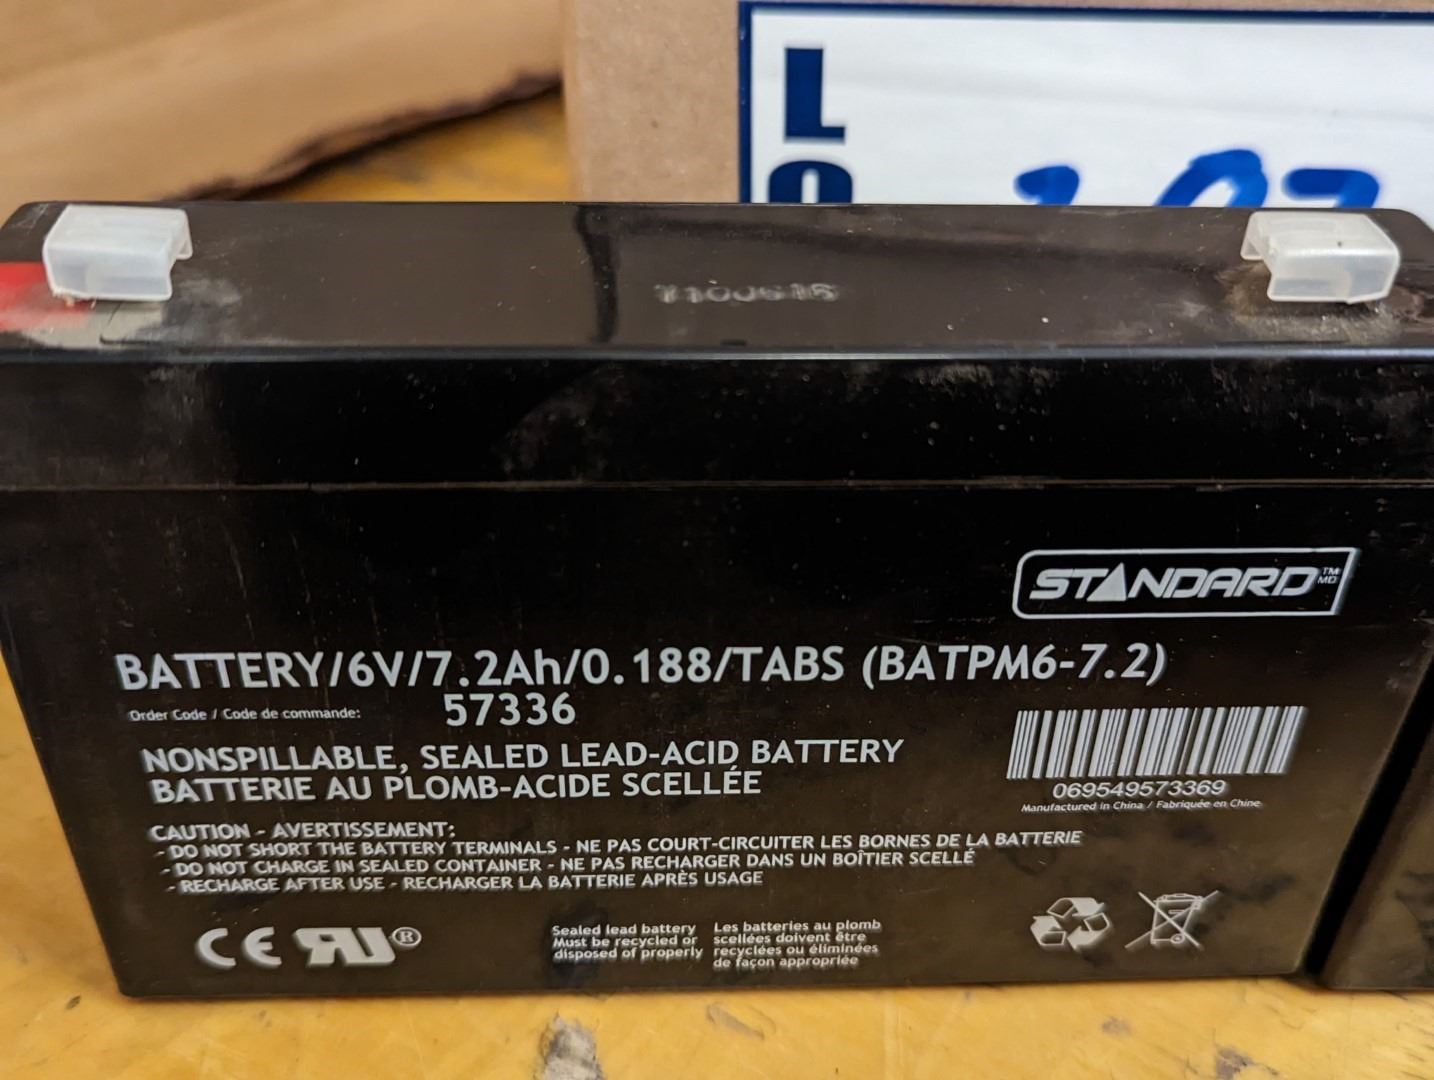 L
O
STANDARD TM MD
BATTERY/6V/7.2Ah/0.188/TABS (BATPM6-7.2)
Order Code / Code de commande: 57336
NONSPILLABLE, SEALED LEAD-ACID BATTERY
BATTERIE AU PLOMB-ACIDE SCELLÉE
069549573369
Manufactured in China / Fabriquée en Chine
CAUTION - AVERTISSEMENT:
- DO NOT SHORT THE BATTERY TERMINALS - NE PAS COURT-CIRCUITER LES BORNES DE LA BATTERIE
- DO NOT CHARGE IN SEALED CONTAINER - NE PAS RECHARGER DANS UN BOÎTIER SCELLÉ
- RECHARGE AFTER USE - RECHARGER LA BATTERIE APRÈS USAGE
CE RU®
Sealed lead battery
Must be recycled or
disposed of properly
Les batteries au plomb
scellées doivent être
recyclées ou éliminées
de façon appropriée